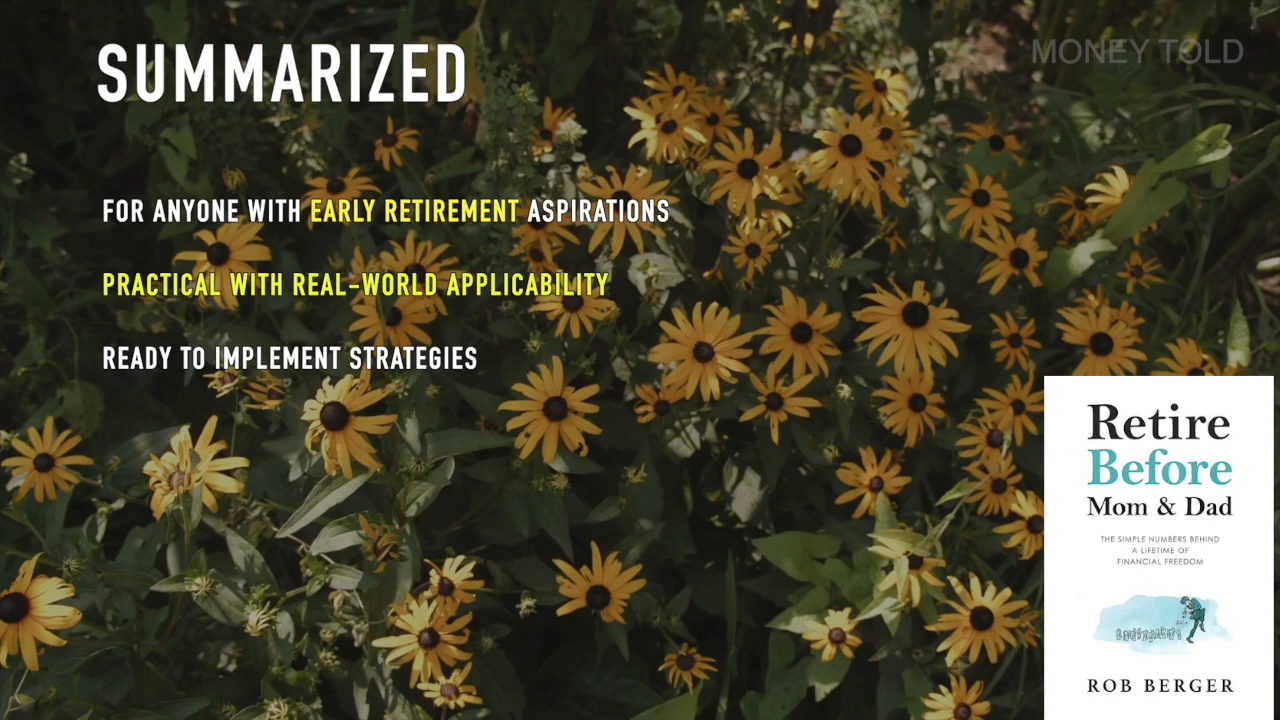 SUMMARIZED
MONEY TOLD
FOR ANYONE WITH EARLY RETIREMENT ASPIRATIONS
PRACTICAL WITH REAL-WORLD APPLICABILITY
READY TO IMPLEMENT STRATEGIES
Retire
Before
Mom & Dad
THE SIMPLE NUMBERS BEHIND
A LIFETIME OF
FINANCIAL FREEDOM
ROB BERGER